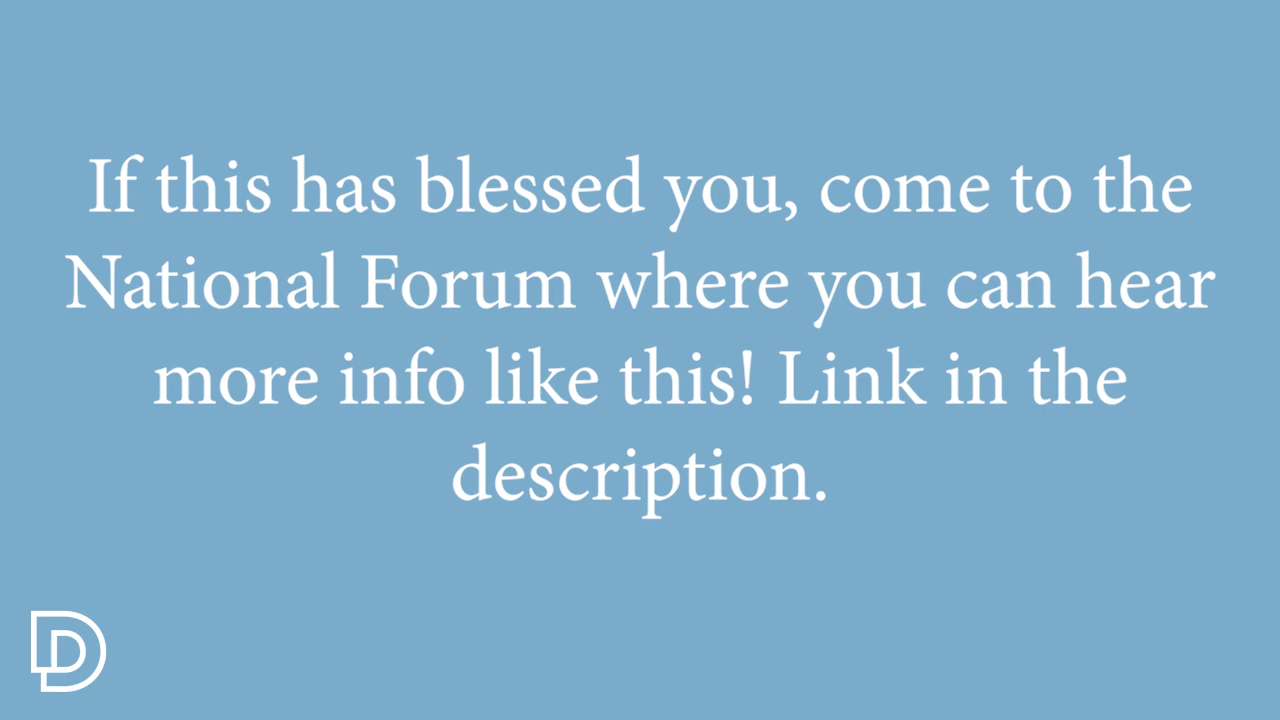 If this has blessed you, come to the
National Forum where you can hear
more info like this! Link in the
description.